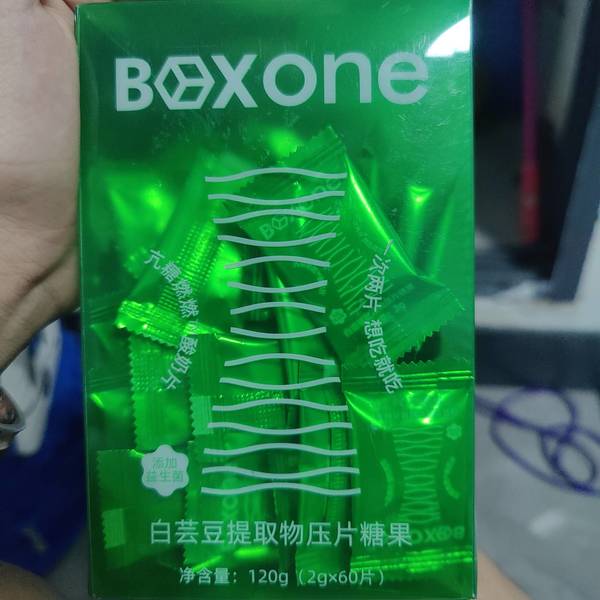 BOXone
BOXONE
亢糖燃燃 酸奶片
一次两片 想吃就吃
添加
益生菌
白芸豆提取物压片糖果
净含量：120g（2g×60片）